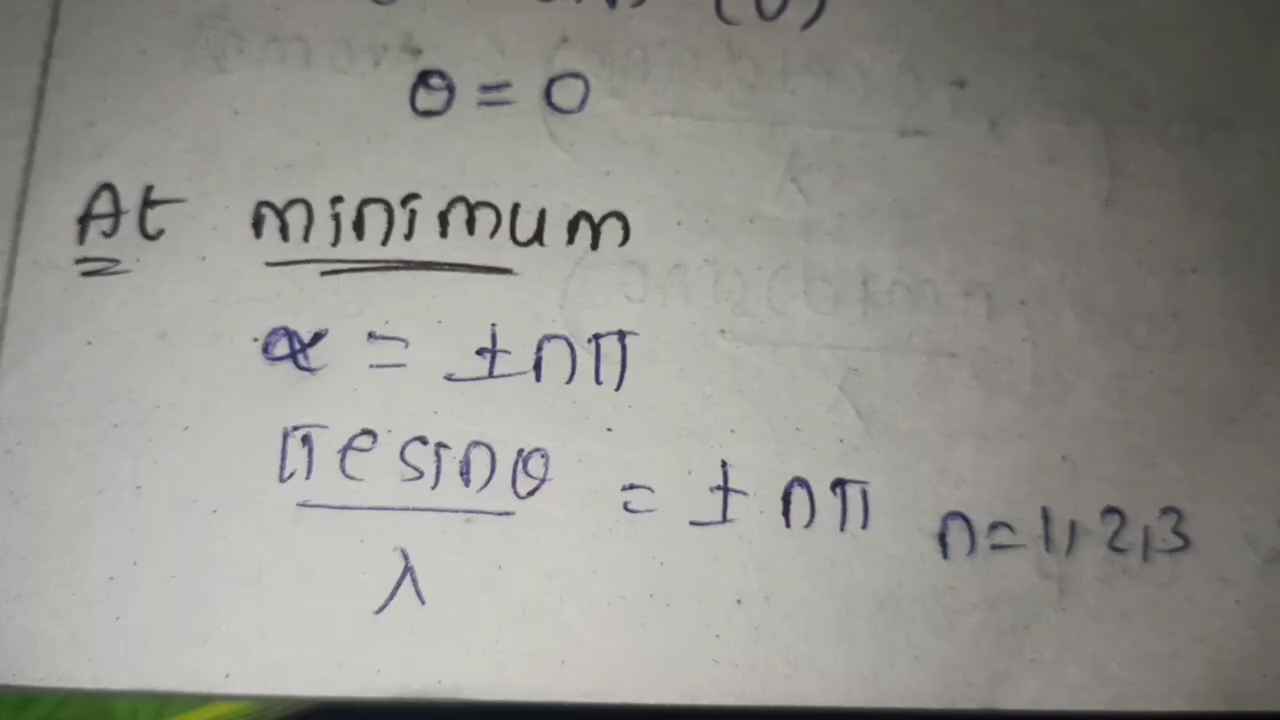 θ = 0
At minimum
α = ±nπ
πe sinθ / λ = ± nπ n=1,2,3